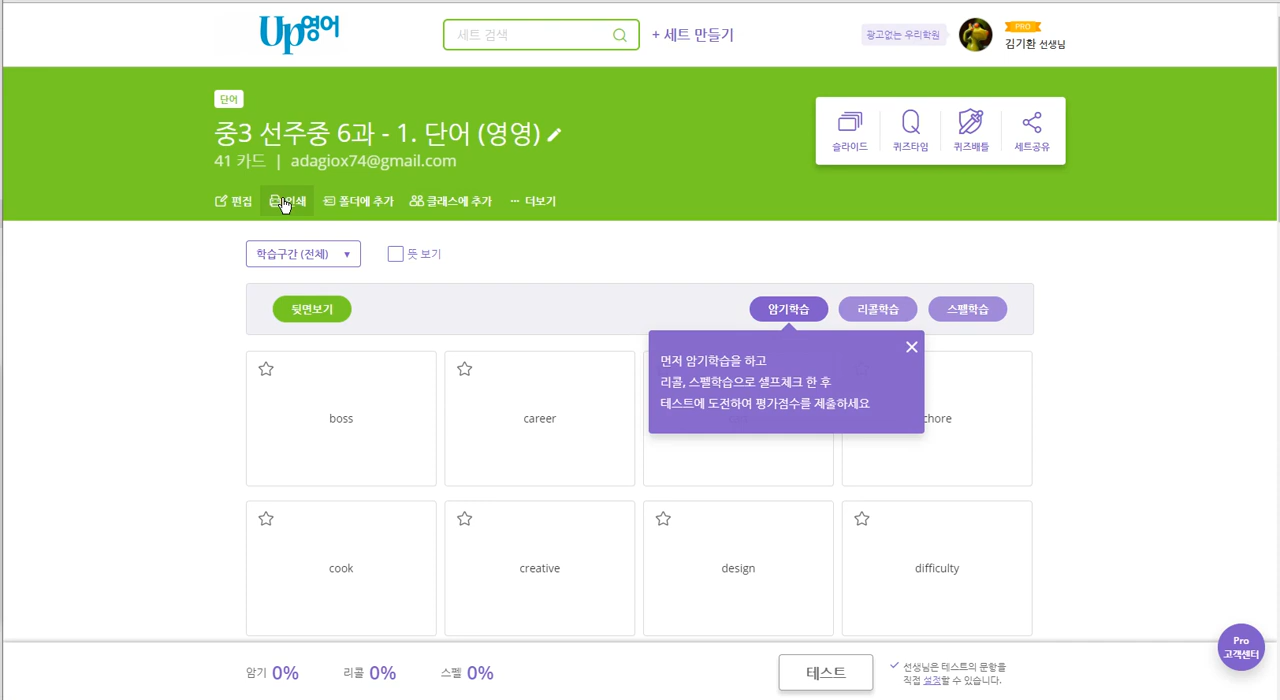 Up영어
세트 검색
+ 세트 만들기
광고없는 우리학원
PRO
김기환 선생님
단어
중3 선주중 6과 - 1. 단어 (영영)
41 카드 | adagiox74@gmail.com
슬라이드
퀴즈타임
퀴즈배틀
세트공유
편집
인쇄
폴더에 추가
클래스에 추가
··· 더보기
학습구간 (전체) ▼
뜻 보기
뒷면보기
암기학습
리콜학습
스펠학습
먼저 암기학습을 하고
리콜, 스펠학습으로 셀프체크 한 후
테스트에 도전하여 평가점수를 제출하세요
boss
career
chore
cook
creative
design
difficulty
Pro
고객센터
암기 0%
리콜 0%
스펠 0%
테스트
선생님은 테스트의 문항을
직접 설정할 수 있습니다.